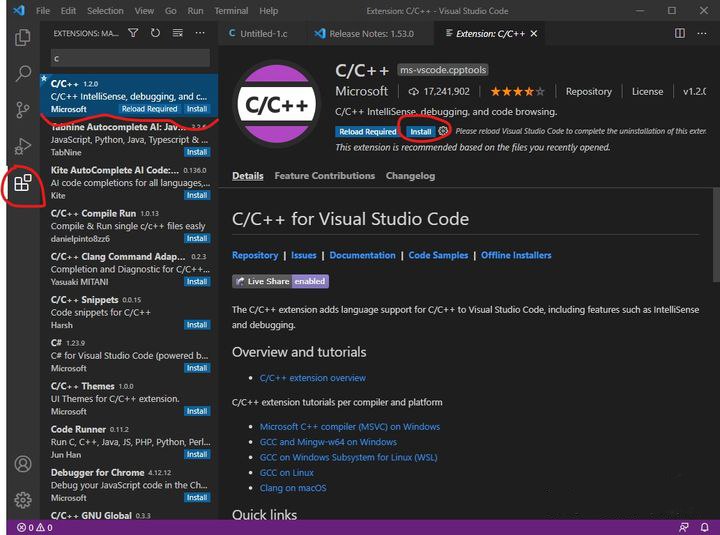 File Edit Selection View Go Run Terminal Help
Extension: C/C++ - Visual Studio Code
EXTENSIONS: MA...
c
C/C++ 1.2.0
C/C++ IntelliSense, debugging, and c...
Microsoft Reload Required Install
Tabnine Autocomplete AI: Jav...
JavaScript, Python, Java, Typescript & ...
TabNine Install
Kite AutoComplete AI Code:... 0.136.0
AI code completions for all languages,...
Kite Install
C/C++ Compile Run 1.0.13
Compile & Run single c/c++ files easly
danielpinto8zz6 Install
C/C++ Clang Command Adap... 0.2.3
Completion and Diagnostic for C/C++...
Yasuaki MITANI Install
C/C++ Snippets 0.0.15
Code snippets for C/C++
Harsh Install
C# 1.23.9
C# for Visual Studio Code (powered b...
Microsoft Install
C/C++ Themes 1.0.0
UI Themes for C/C++ extension.
Microsoft Install
Code Runner 0.11.2
Run C, C++, Java, JS, PHP, Python, Perl...
Jun Han Install
Debugger for Chrome 4.12.12
Debug your JavaScript code in the Ch...
Microsoft Install
C/C++ GNU Global 0.3.3
C Untitled-1.c
Release Notes: 1.53.0
Extension: C/C++
C/C++
C/C++ ms-vscode.cpptools
Microsoft 17,241,902 Repository License v1.2.0
C/C++ IntelliSense, debugging, and code browsing.
Reload Required Install Please reload Visual Studio Code to complete the uninstallation of this exten
This extension is recommended based on the files you recently opened.
Details Feature Contributions Changelog
C/C++ for Visual Studio Code
Repository | Issues | Documentation | Code Samples | Offline Installers
Live Share enabled
The C/C++ extension adds language support for C/C++ to Visual Studio Code, including features such as IntelliSense
and debugging.
Overview and tutorials
• C/C++ extension overview
C/C++ extension tutorials per compiler and platform
• Microsoft C++ compiler (MSVC) on Windows
• GCC and Mingw-w64 on Windows
• GCC on Windows Subsystem for Linux (WSL)
• GCC on Linux
• Clang on macOS
Quick links
0 0